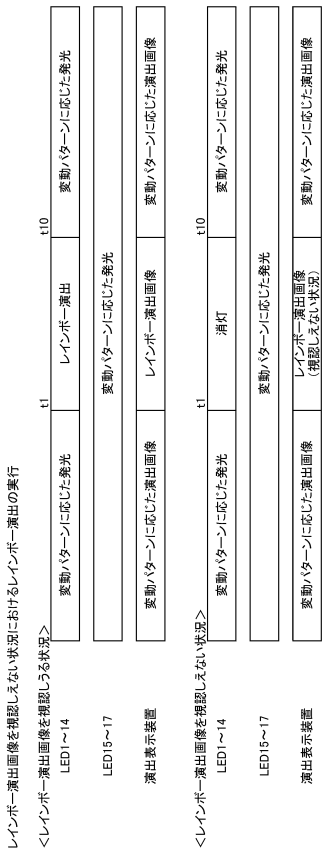 レインボー演出画像を視認しえない状況におけるレインボー演出の実行
＜レインボー演出画像を視認しうる状況＞
t1
t10
LED1～14
変動パターンに応じた発光
レインボー演出
変動パターンに応じた発光
LED15～17
変動パターンに応じた発光
演出表示装置
変動パターンに応じた演出画像
レインボー演出画像
変動パターンに応じた演出画像
＜レインボー演出画像を視認しえない状況＞
t1
t10
LED1～14
変動パターンに応じた発光
消灯
変動パターンに応じた発光
LED15～17
変動パターンに応じた発光
演出表示装置
変動パターンに応じた演出画像
レインボー演出画像
（視認しえない状況）
変動パターンに応じた演出画像